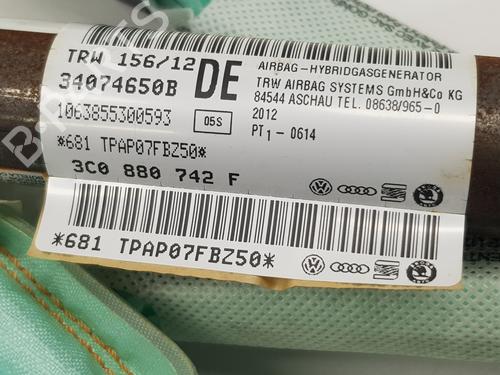 TRW 156/12 DE
34074650B
1063855300593 05S
*681 TPAP07FBZ50*
3C0 880 742 F
AIRBAG -HYBRIDGASGENERATOR
TRW AIRBAG SYSTEMS GmbH&Co KG
84544 ASCHAU TEL. 08638/965-0
2012
PT1-0614
*681 TPAP07FBZ50*